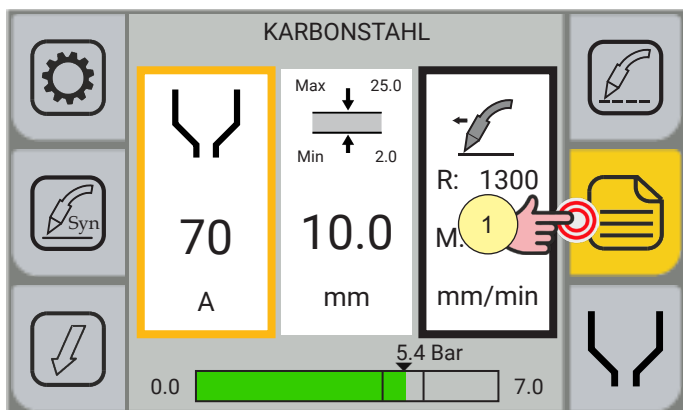 KARBONSTAHL
Max 25.0
Min 2.0
R: 1300
Syn
70
10.0
M:
1
A
mm
mm/min
5.4 Bar
0.0
7.0